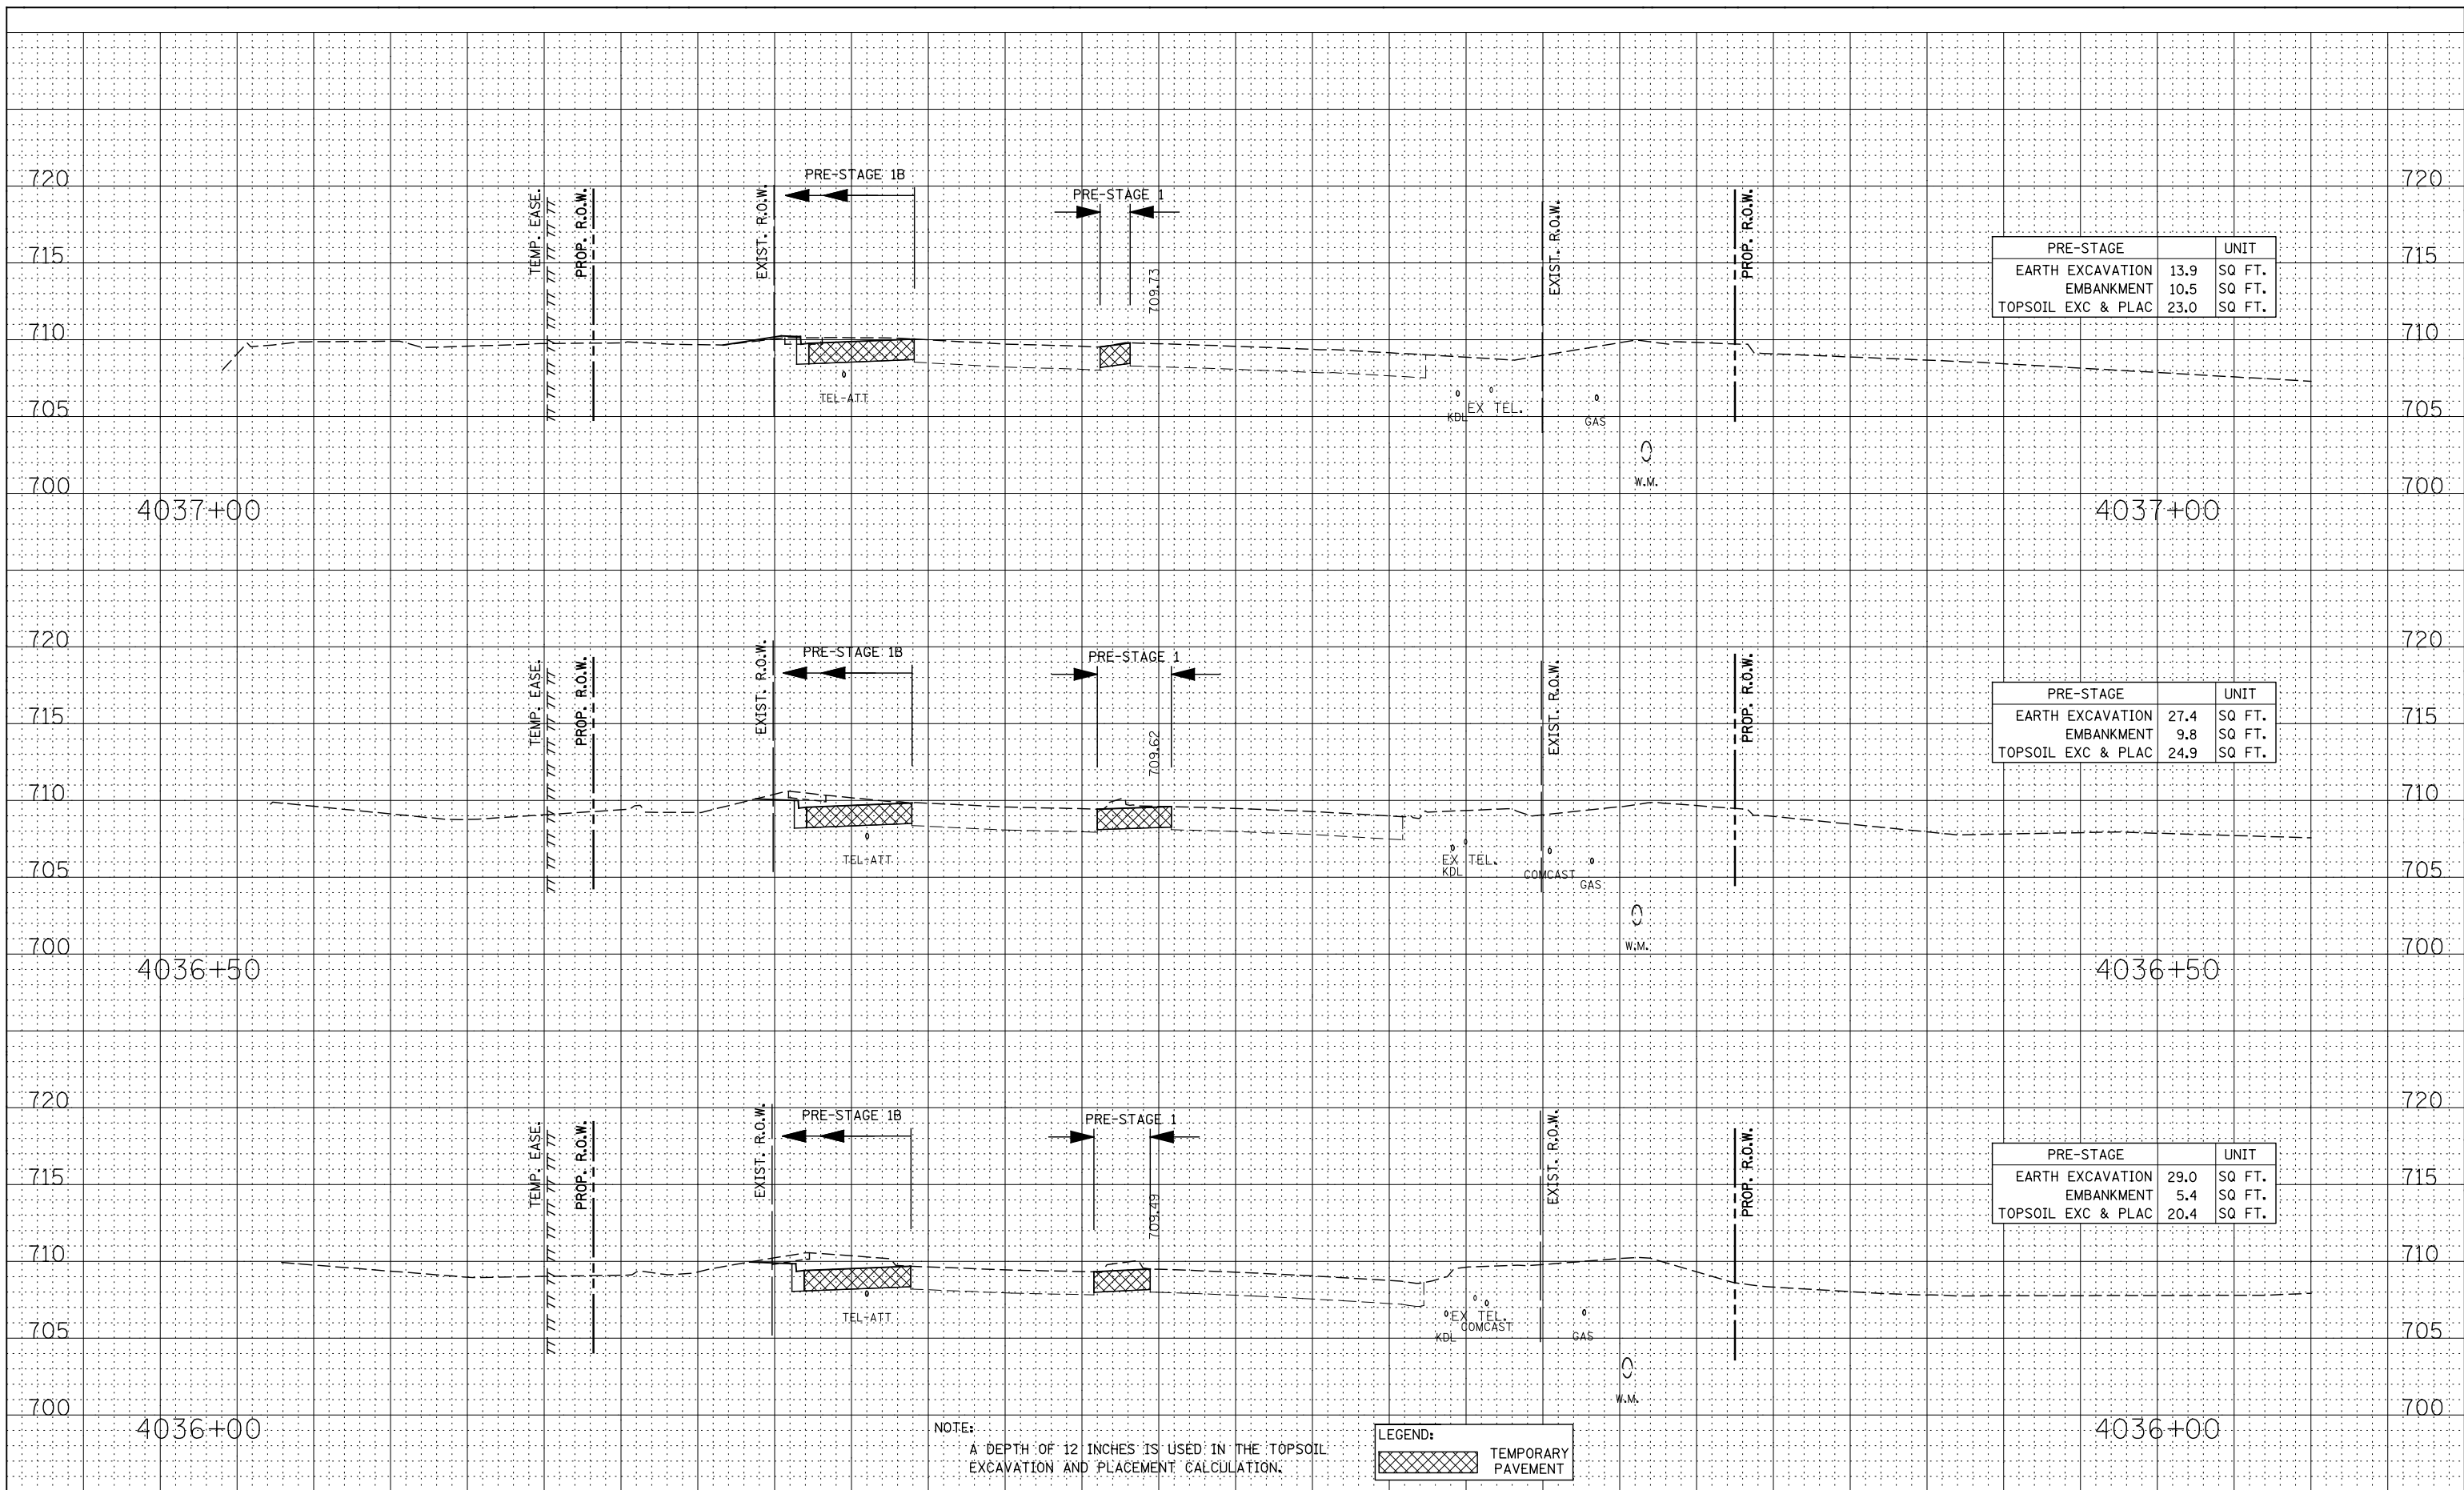 720
TEMP. EASE.
PROP. R.O.W.
EXIST. R.O.W.
PRE-STAGE 1B
PRE-STAGE 1
709.73
EXIST. R.O.W.
PROP. R.O.W.
720
PRE-STAGE UNIT
EARTH EXCAVATION 13.9 SQ FT.
EMBANKMENT 10.5 SQ FT.
TOPSOIL EXC & PLAC 23.0 SQ FT.
715 715
710 710
TEL-ATT
705 705
KDL
EX TEL.
GAS
W.M.
700 700
4037+00 4037+00
720
TEMP. EASE.
PROP. R.O.W.
EXIST. R.O.W.
PRE-STAGE 1B
PRE-STAGE 1
709.62
EXIST. R.O.W.
PROP. R.O.W.
720
PRE-STAGE UNIT
EARTH EXCAVATION 27.4 SQ FT.
EMBANKMENT 9.8 SQ FT.
TOPSOIL EXC & PLAC 24.9 SQ FT.
715 715
710 710
TEL-ATT
EX TEL.
KDL
COMCAST
GAS
705 705
W.M.
700 700
4036+50 4036+50
720
TEMP. EASE.
PROP. R.O.W.
EXIST. R.O.W.
PRE-STAGE 1B
PRE-STAGE 1
709.49
EXIST. R.O.W.
PROP. R.O.W.
720
PRE-STAGE UNIT
EARTH EXCAVATION 29.0 SQ FT.
EMBANKMENT 5.4 SQ FT.
TOPSOIL EXC & PLAC 20.4 SQ FT.
715 715
710 710
TEL-ATT
EX TEL.
COMCAST
KDL
GAS
705 705
W.M.
700 700
4036+00 4036+00
NOTE:
A DEPTH OF 12 INCHES IS USED IN THE TOPSOIL
EXCAVATION AND PLACEMENT CALCULATION.
LEGEND:
TEMPORARY
PAVEMENT